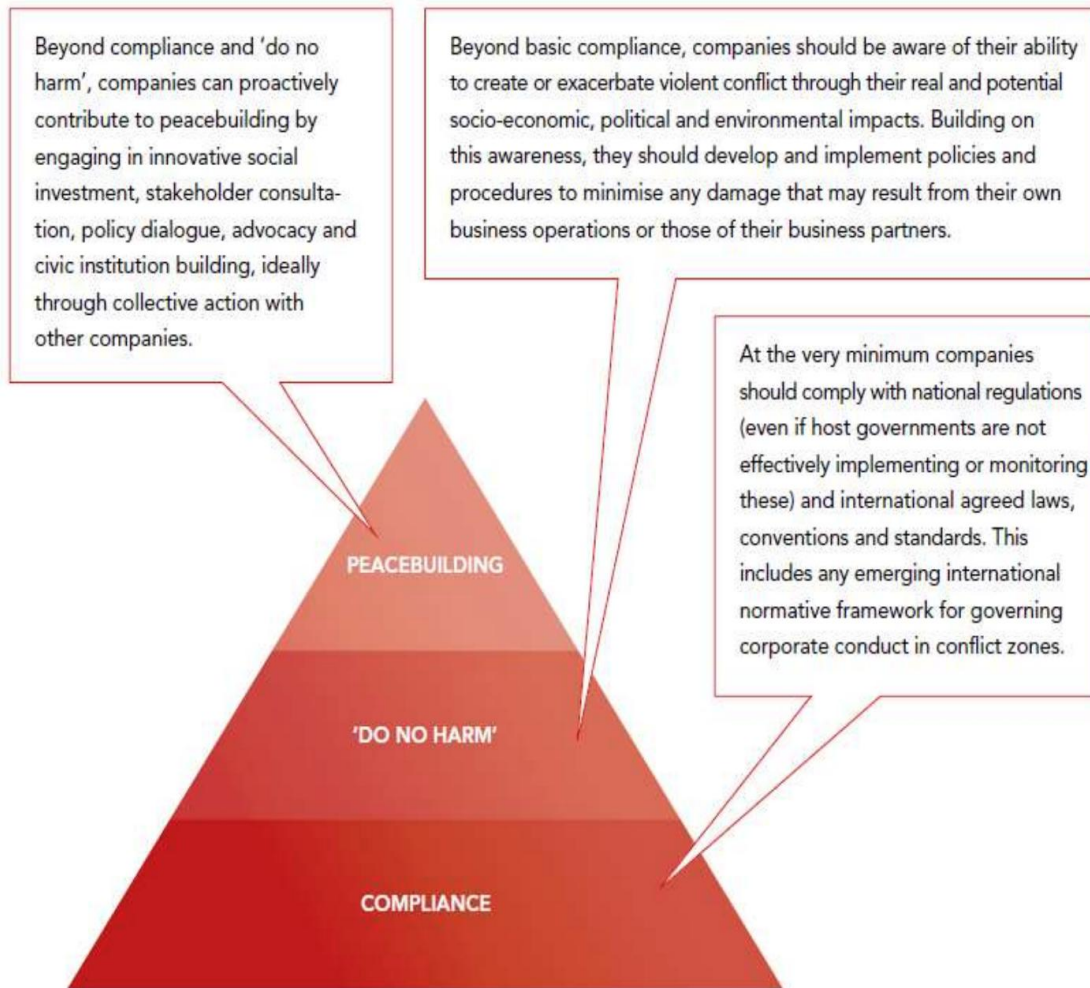 Beyond compliance and ‘do no
harm’, companies can proactively
contribute to peacebuilding by
engaging in innovative social
investment, stakeholder consulta-
tion, policy dialogue, advocacy and
civic institution building, ideally
through collective action with
other companies.
Beyond basic compliance, companies should be aware of their ability
to create or exacerbate violent conflict through their real and potential
socio-economic, political and environmental impacts. Building on
this awareness, they should develop and implement policies and
procedures to minimise any damage that may result from their own
business operations or those of their business partners.
At the very minimum companies
should comply with national regulations
(even if host governments are not
effectively implementing or monitoring
these) and international agreed laws,
conventions and standards. This
includes any emerging international
normative framework for governing
corporate conduct in conflict zones.
PEACEBUILDING
‘DO NO HARM’
COMPLIANCE